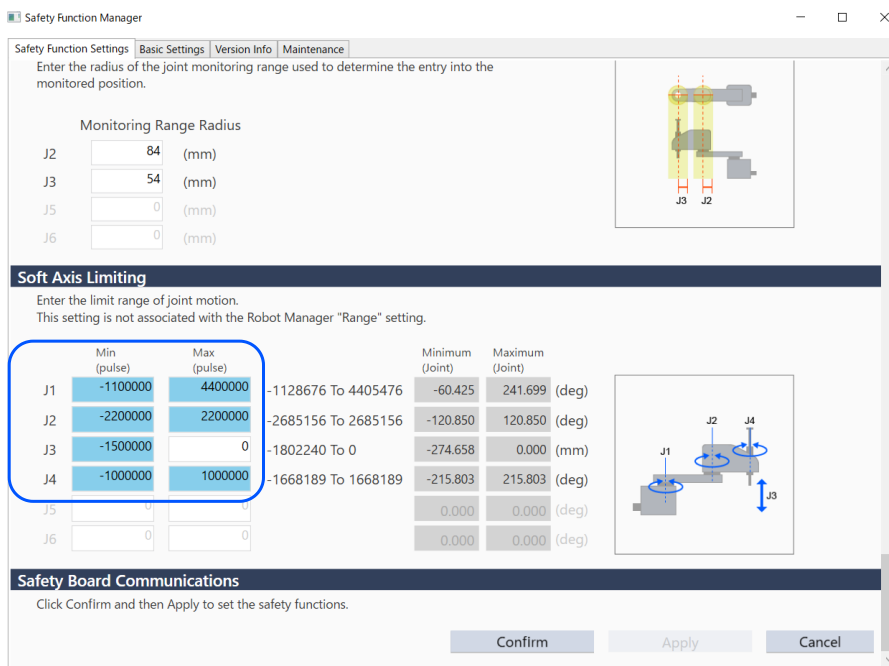 Safety Function Manager
Safety Function Settings Basic Settings Version Info Maintenance
Enter the radius of the joint monitoring range used to determine the entry into the
monitored position.
Monitoring Range Radius
J2 84 (mm)
J3 54 (mm)
J5 0 (mm)
J6 0 (mm)
J3 J2
Soft Axis Limiting
Enter the limit range of joint motion.
This setting is not associated with the Robot Manager "Range" setting.
Min Max Minimum Maximum
(pulse) (pulse) (Joint) (Joint)
J1 -1100000 4400000 -1128676 To 4405476 -60.425 241.699 (deg)
J2 -2200000 2200000 -2685156 To 2685156 -120.850 120.850 (deg)
J3 -1500000 0 -1802240 To 0 -274.658 0.000 (mm)
J4 -1000000 1000000 -1668189 To 1668189 -215.803 215.803 (deg)
J5 0 0 0.000 0.000 (deg)
J6 0 0 0.000 0.000 (deg)
J2 J4
J1
J3
Safety Board Communications
Click Confirm and then Apply to set the safety functions.
Confirm Apply Cancel